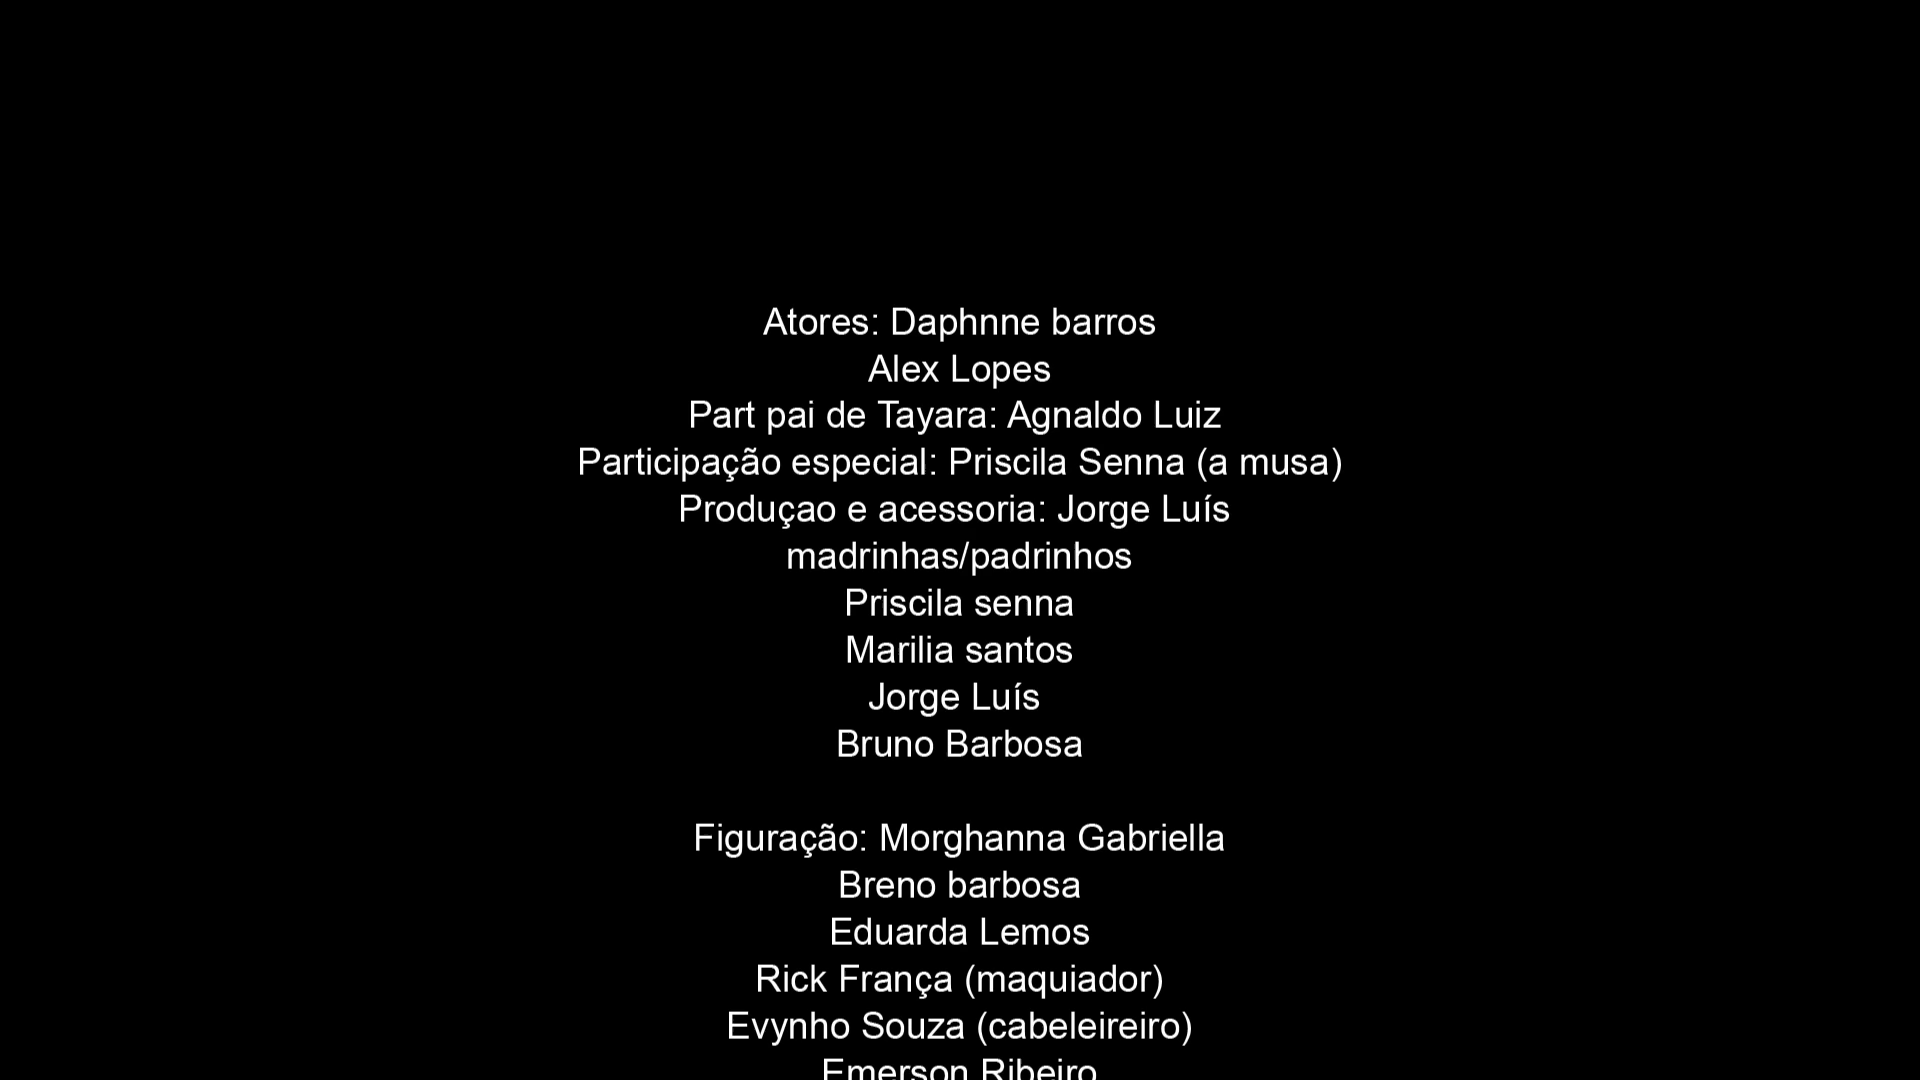 Atores: Daphnne barros
Alex Lopes
Part pai de Tayara: Agnaldo Luiz
Participação especial: Priscila Senna (a musa)
Produçao e acessoria: Jorge Luís
madrinhas/padrinhos
Priscila senna
Marilia santos
Jorge Luís
Bruno Barbosa
Figuração: Morghanna Gabriella
Breno barbosa
Eduarda Lemos
Rick França (maquiador)
Evynho Souza (cabeleireiro)
Emerson Ribeiro